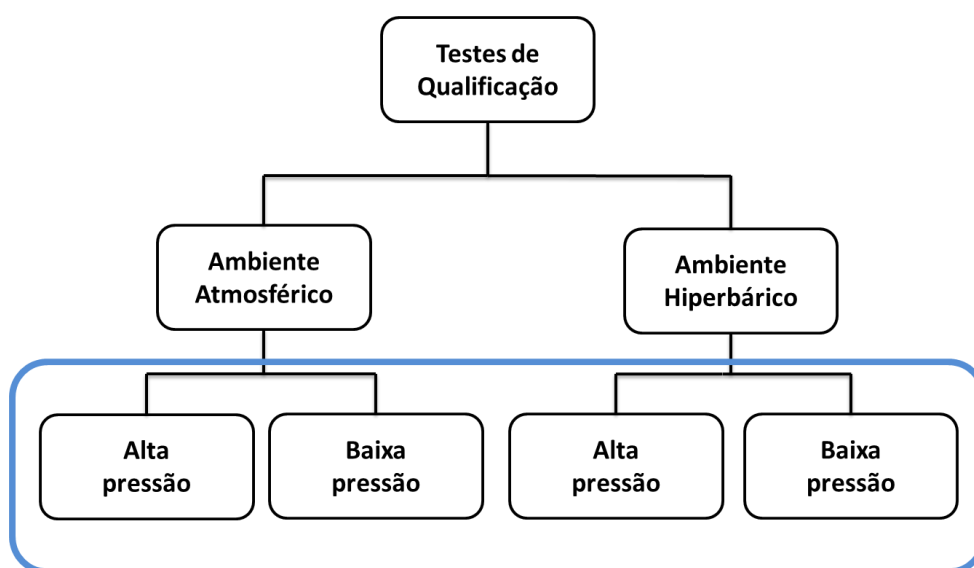 Testes de
Qualificação
Ambiente
Atmosférico
Ambiente
Hiperbárico
Alta
pressão
Baixa
pressão
Alta
pressão
Baixa
pressão